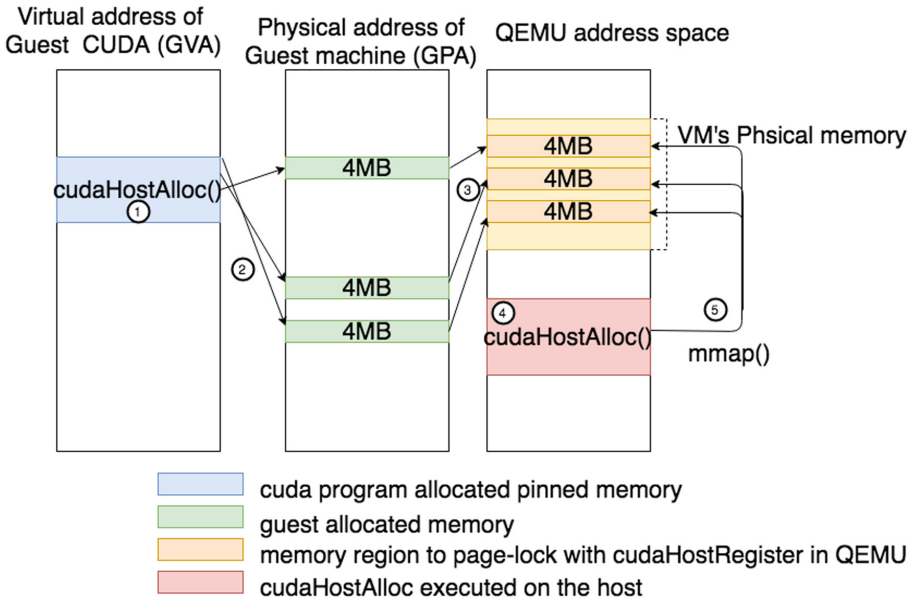 Virtual address of
Guest CUDA (GVA)
Physical address of
Guest machine (GPA)
QEMU address space
VM's Phsical memory
4MB
4MB
4MB
4MB
cudaHostAlloc()
1
3
2
4MB
4MB
4
cudaHostAlloc()
5
mmap()
cuda program allocated pinned memory
guest allocated memory
memory region to page-lock with cudaHostRegister in QEMU
cudaHostAlloc executed on the host